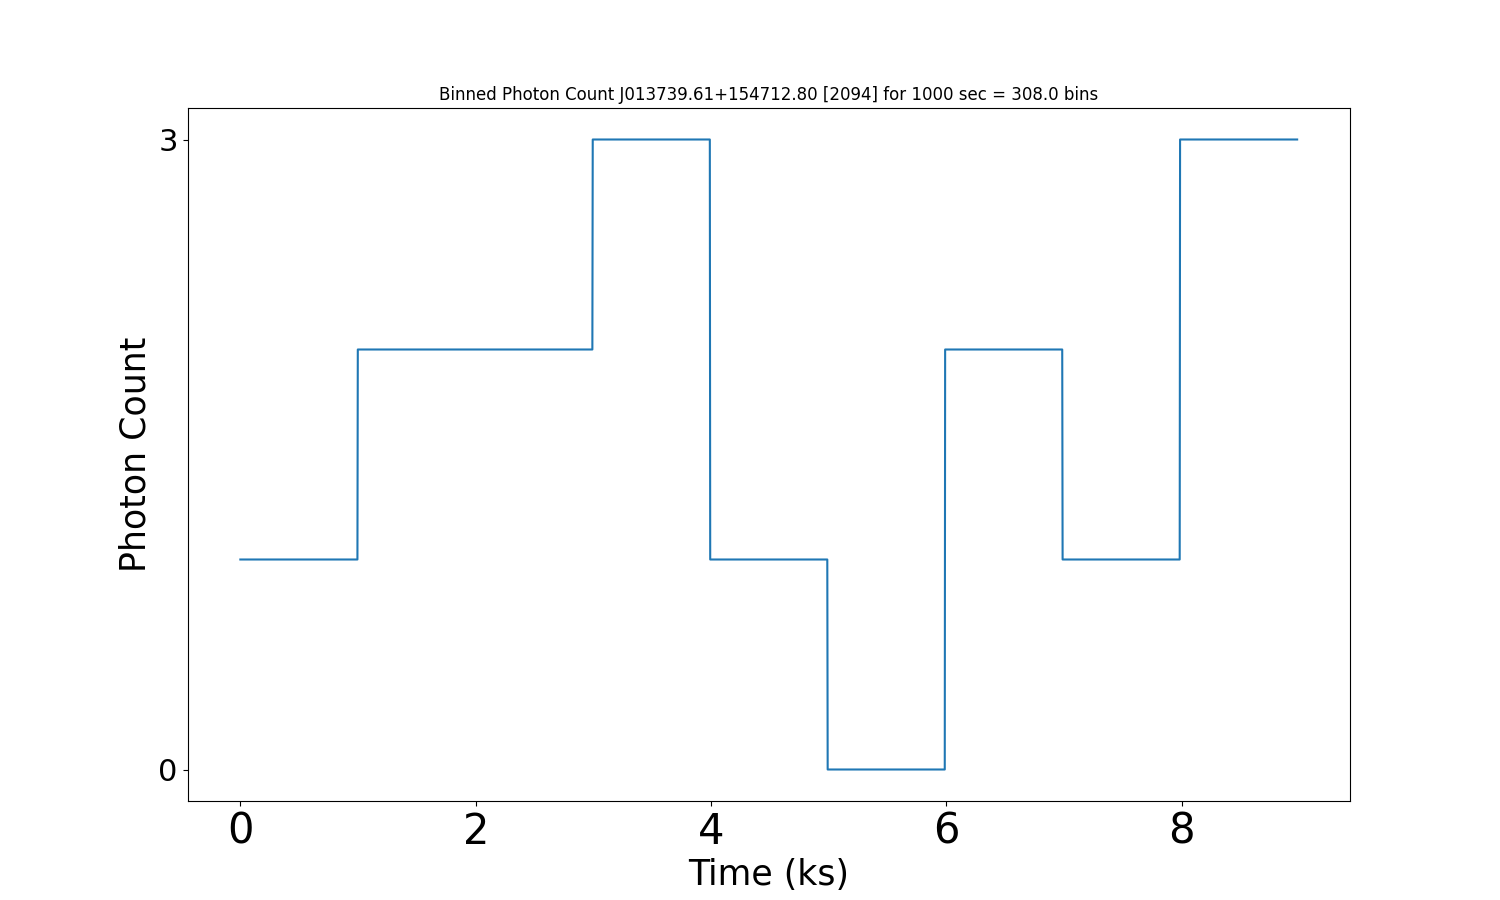 Binned Photon Count J013739.61+154712.80 [2094] for 1000 sec = 308.0 bins
3
Photon Count
0
0 2 4 6 8
Time (ks)